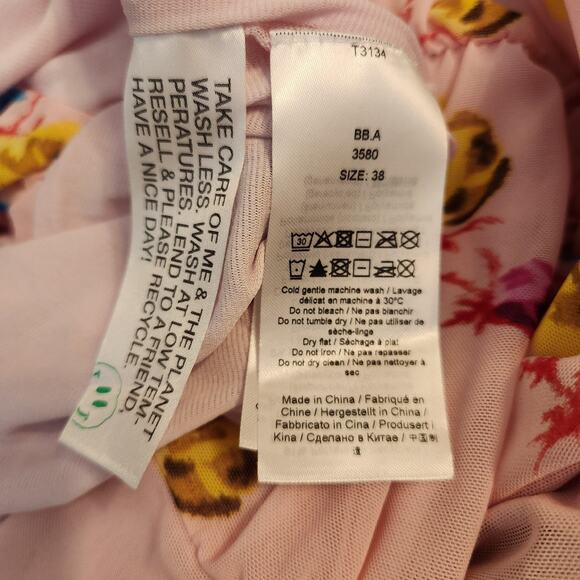 TAKE CARE OF ME & THE PLANET
WASH LESS. WASH AT LOW TEM-
PERATURES. LEND TO A FRIEND,
RESELL & PLEASE RECYCLE.
HAVE A NICE DAY!
T3134
BB.A
3580
SIZE: 38
30
Cold gentle machine wash / Lavage
délicat en machine à 30°C
Do not bleach / Ne pas blanchir
Do not tumble dry / Ne pas utiliser de
sèche-linge
Dry flat / Séchage à plat
Do not iron / Ne pas repasser
Do not dry clean / Ne pas nettoyer à
sec
Made in China / Fabriqué en
Chine / Hergestellt in China /
Fabbricato in Cina / Produsert i
Kina / Сделано в Китае / 中国制
造